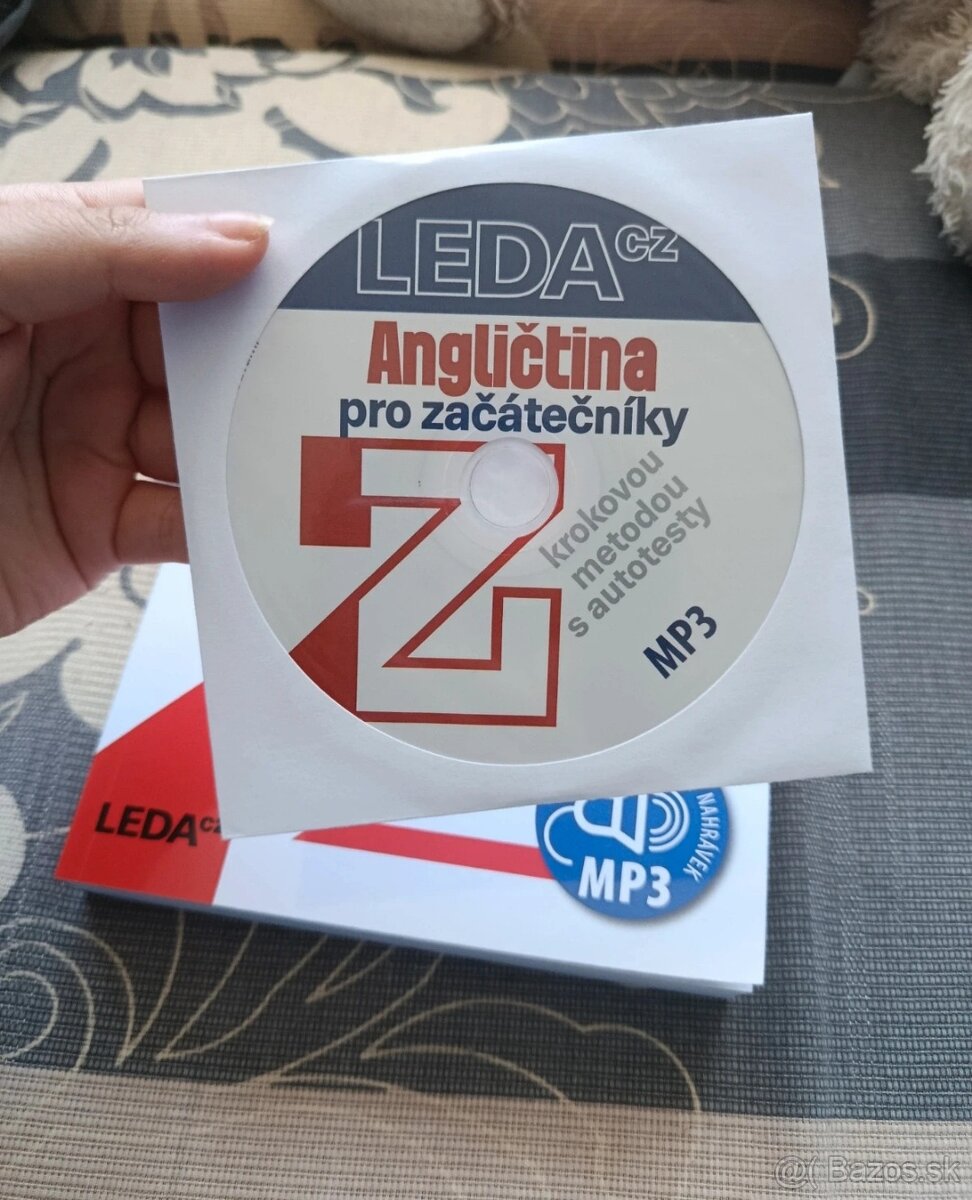 LEDA CZ
Angličtina
pro začátečníky
Z
krokovou
metodou
s autotesty
MP3
LEDA CZ
NAHRÁVEK
MP3
@( Bazos.sk